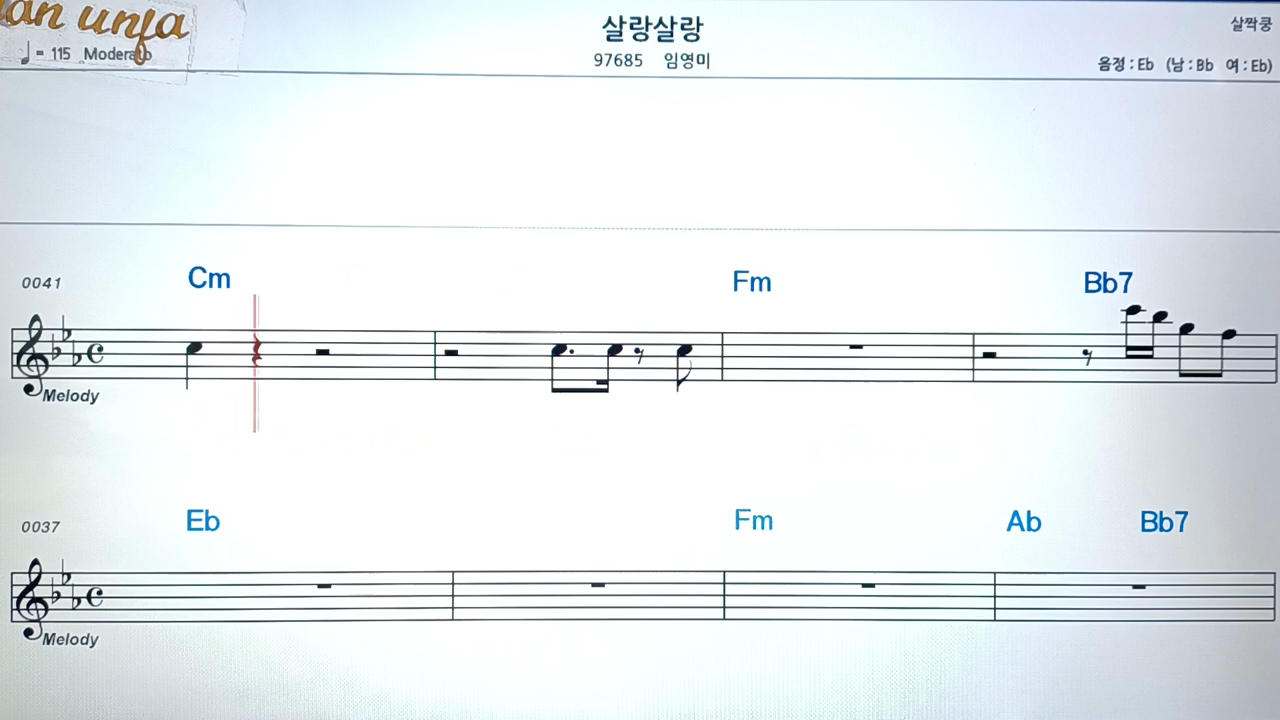 an unja
살랑살랑
살짝쿵
♩ = 115 Moderato
97685 임영미
음정 : Eb (남 : Bb 여 : Eb)
0041 Cm Fm Bb7
Melody
0037 Eb Fm Ab Bb7
Melody